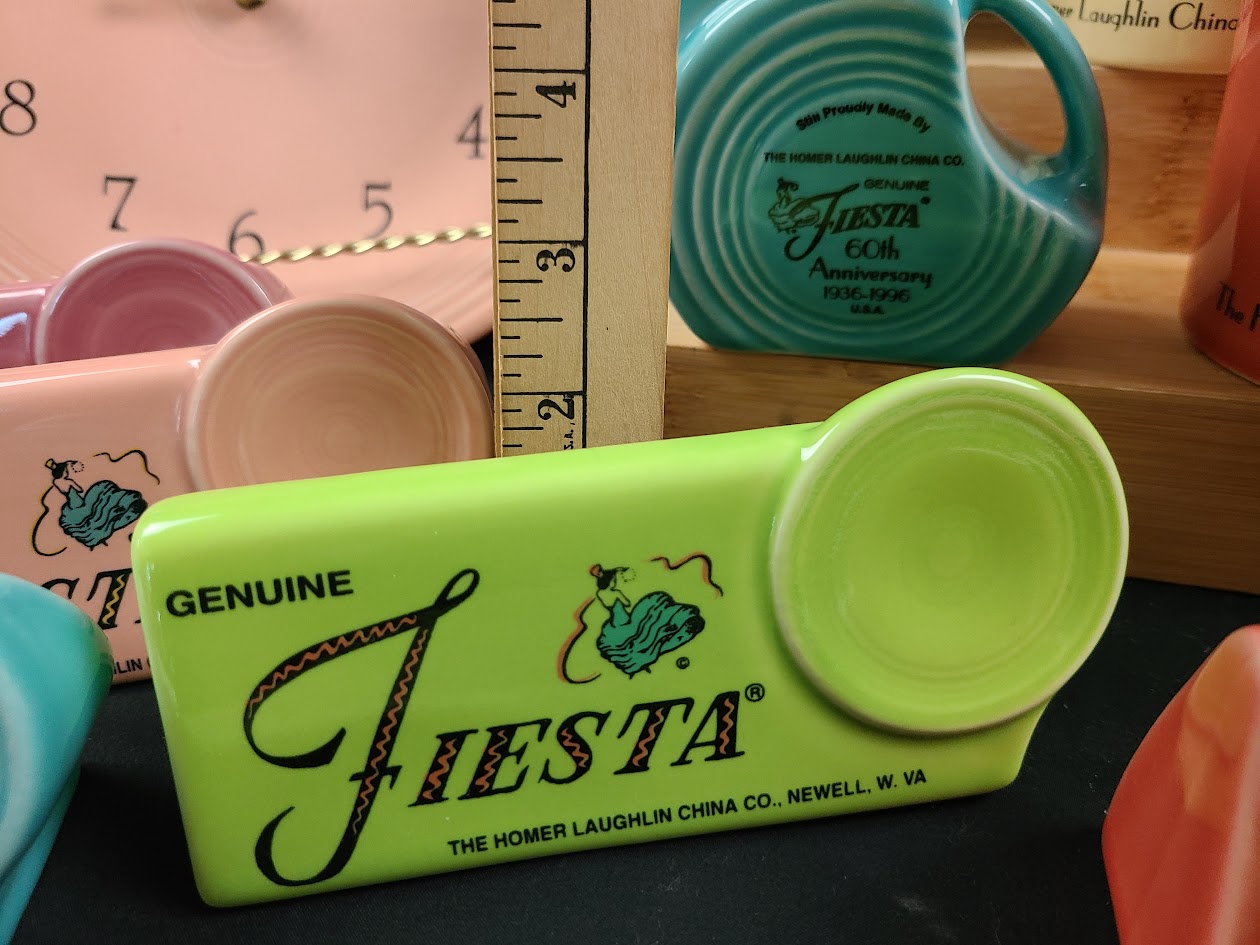 8
7
6
5
4
4
3
2
S.A.,
Still Proudly Made By
THE HOMER LAUGHLIN CHINA CO.
GENUINE
FIESTA®
60th
Anniversary
1936-1996
U.S.A.
Laughlin China
The
GENUINE
FIESTA®
©
THE HOMER LAUGHLIN CHINA CO., NEWELL, W. VA